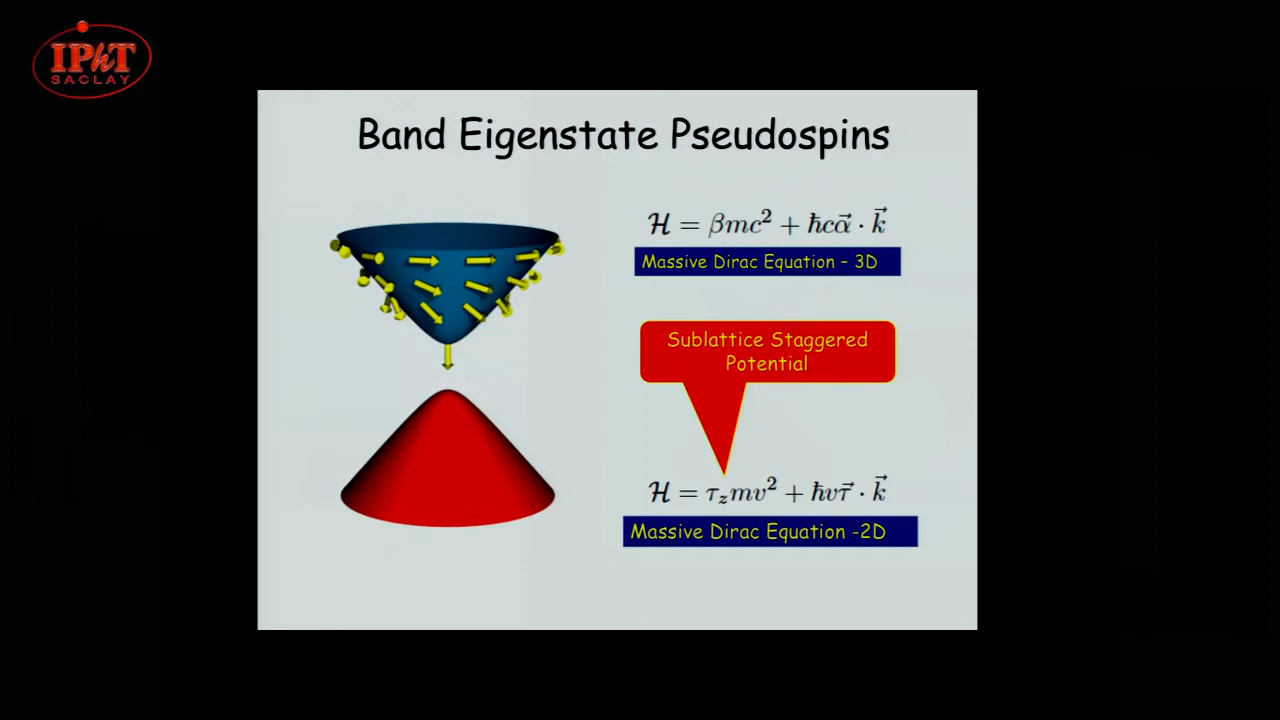 IPhT
SACLAY
Band Eigenstate Pseudospins
ℋ = βmc² + ħcα⃗ · k⃗
Massive Dirac Equation – 3D
Sublattice Staggered
Potential
ℋ = τ_z mv² + ħvτ⃗ · k⃗
Massive Dirac Equation -2D